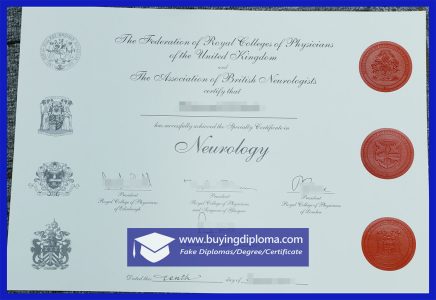 The Federation of Royal Colleges of Physicians
of the United Kingdom
and
The Association of British Neurologists
certify that
has successfully achieved the Specialty Certificate in
Neurology
President
Royal College of Physicians
of Edinburgh
President
Royal College of Physicians
and Surgeons of Glasgow
President
Royal College of Physicians
of London
www.buyingdiploma.com
Fake Diplomas/Degree/Certificate
Dated this tenth day of